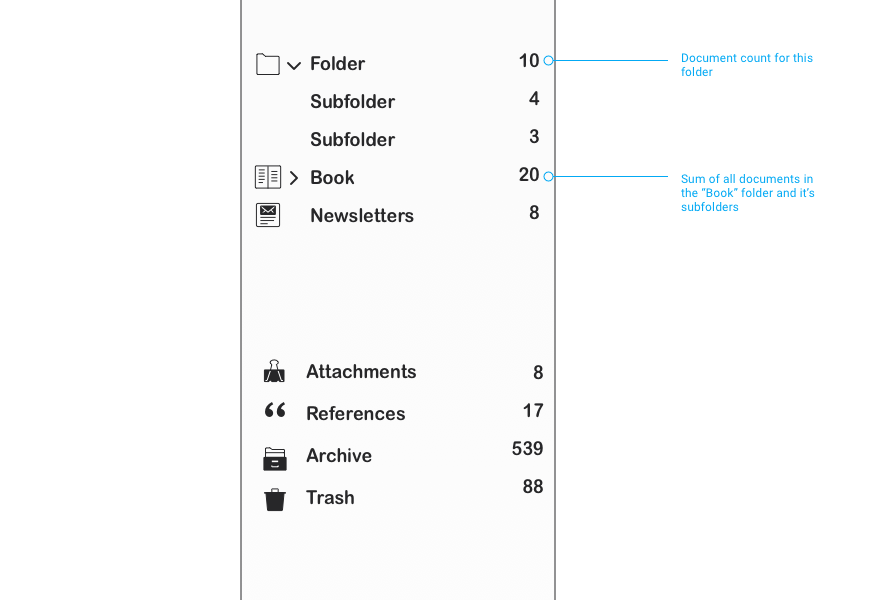 Folder 10
Document count for this
folder
Subfolder 4
Subfolder 3
Book 20
Sum of all documents in
the “Book” folder and it's
subfolders
Newsletters 8
Attachments 8
References 17
Archive 539
Trash 88